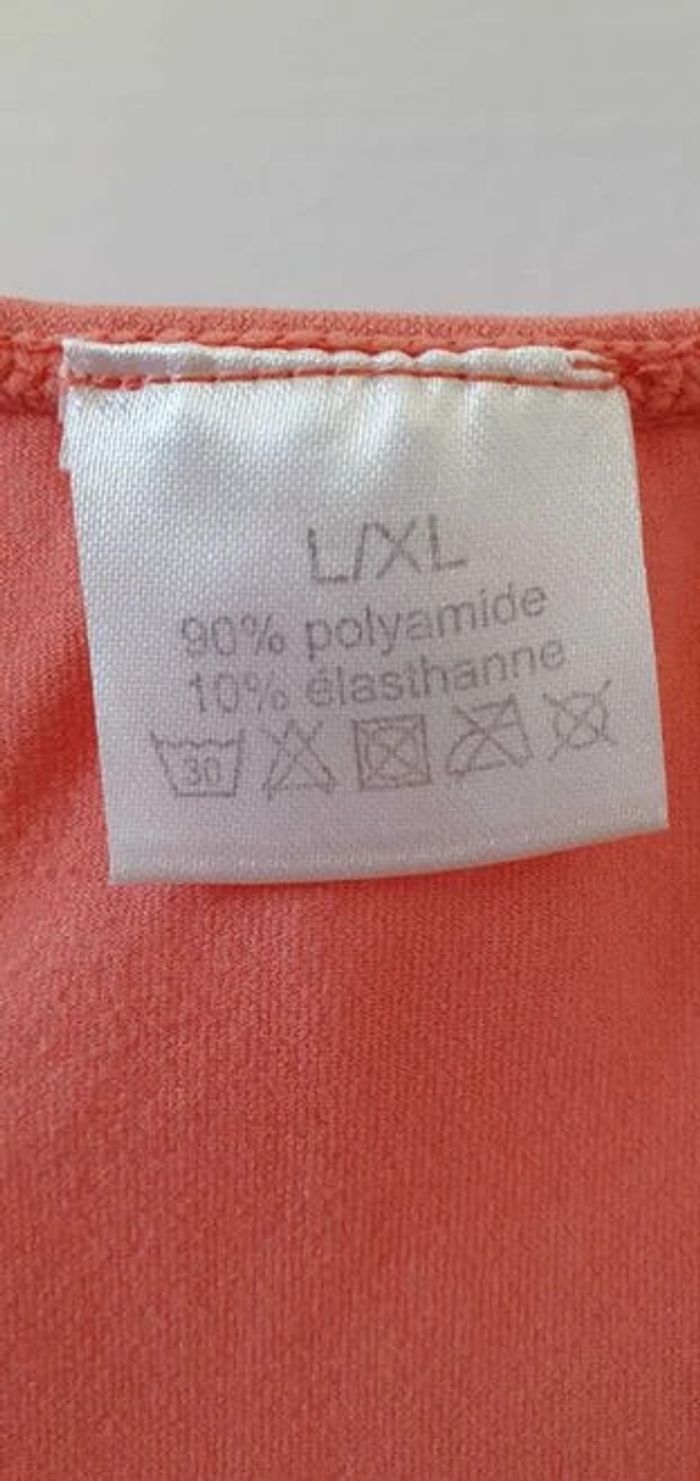 L/XL
90% polyamide
10% élasthanne
30